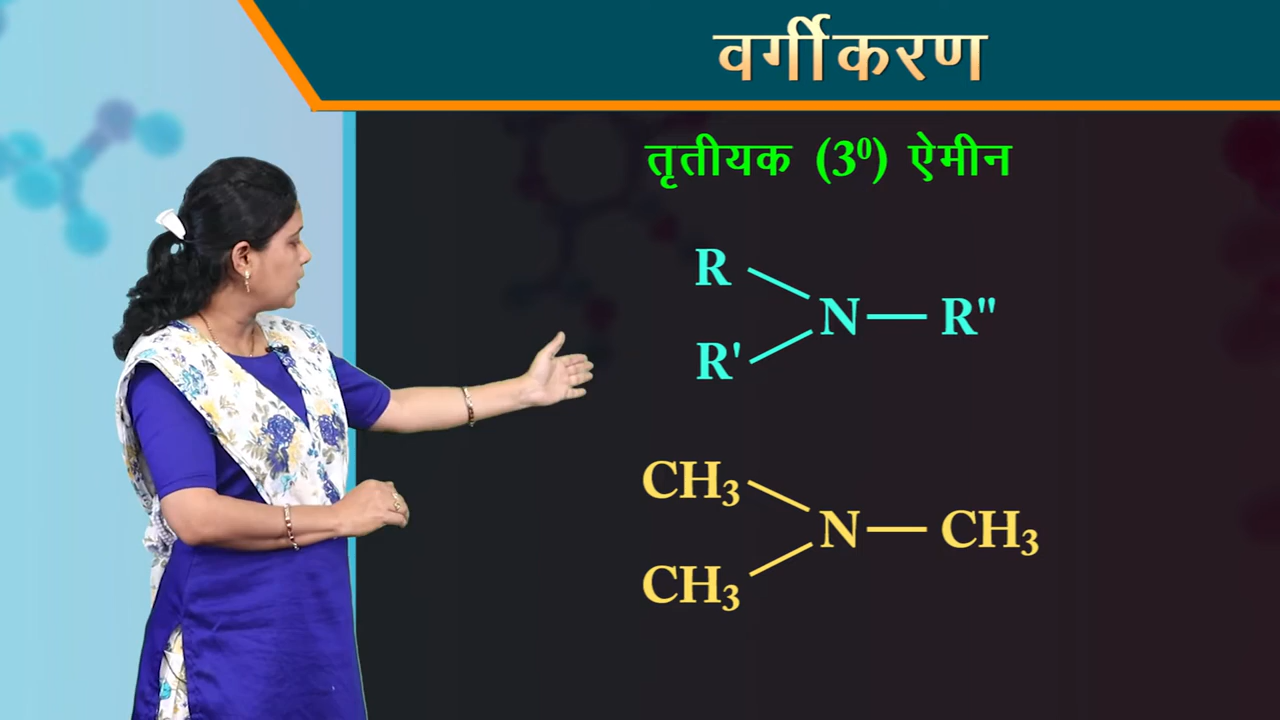 वर्गीकरण
तृतीयक (3⁰) ऐमीन
R
N — R"
R'
CH₃
N — CH₃
CH₃